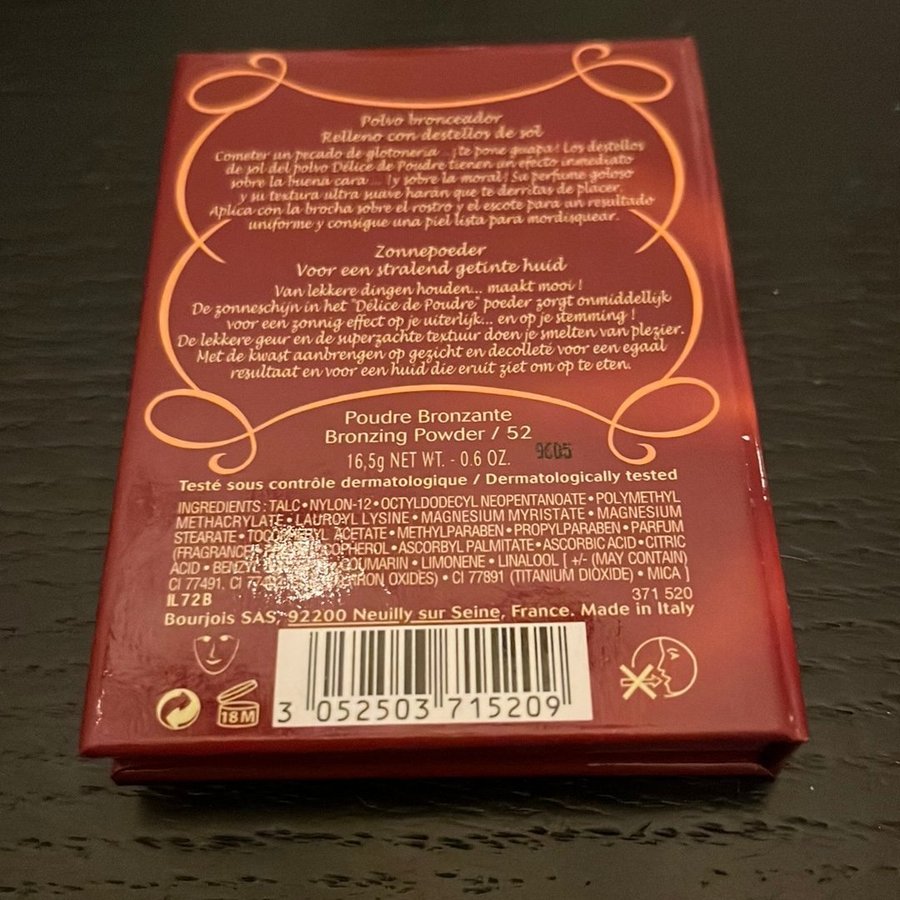 Polvo bronceador
Relleno con destellos de sol
Cometer un pecado de glotonería ... ¡te pone guapa! Los destellos
de sol del polvo Délice de Poudre tienen un efecto inmediato
sobre la buena cara ... ¡y sobre la moral! Su perfume goloso
y su textura ultra suave harán que te derritas de placer.
Aplica con la brocha sobre el rostro y el escote para un resultado
uniforme y consigue una piel lista para mordisquear.
Zonnepoeder
Voor een stralend getinte huid
Van lekkere dingen houden... maakt mooi !
De zonneschijn in het "Délice de Poudre" poeder zorgt onmiddellijk
voor een zonnig effect op je uiterlijk... en op je stemming !
De lekkere geur en de superzachte textuur doen je smelten van plezier.
Met de kwast aanbrengen op gezicht en decolleté voor een egaal
resultaat en voor een huid die eruit ziet om op te eten.
Poudre Bronzante
Bronzing Powder / 52
16,5g NET WT. - 0.6 OZ. 9605
Testé sous contrôle dermatologique / Dermatologically tested
INGREDIENTS : TALC • NYLON-12 • OCTYLDODECYL NEOPENTANOATE • POLYMETHYL
METHACRYLATE • LAUROYL LYSINE • MAGNESIUM MYRISTATE • MAGNESIUM
STEARATE • ACETATE • METHYLPARABEN • PROPYLPARABEN • PARFUM
(FRAGRANCE) • ASCORBYL PALMITATE • ASCORBIC ACID • CITRIC
ACID • COUMARIN • LIMONENE • LINALOOL [ +/- (MAY CONTAIN)
CI 77491, CI (IRON OXIDES) • CI 77891 (TITANIUM DIOXIDE) • MICA ]
IL72B 371 520
Bourjois SAS, 92200 Neuilly sur Seine, France. Made in Italy
18M
3 052503 715209